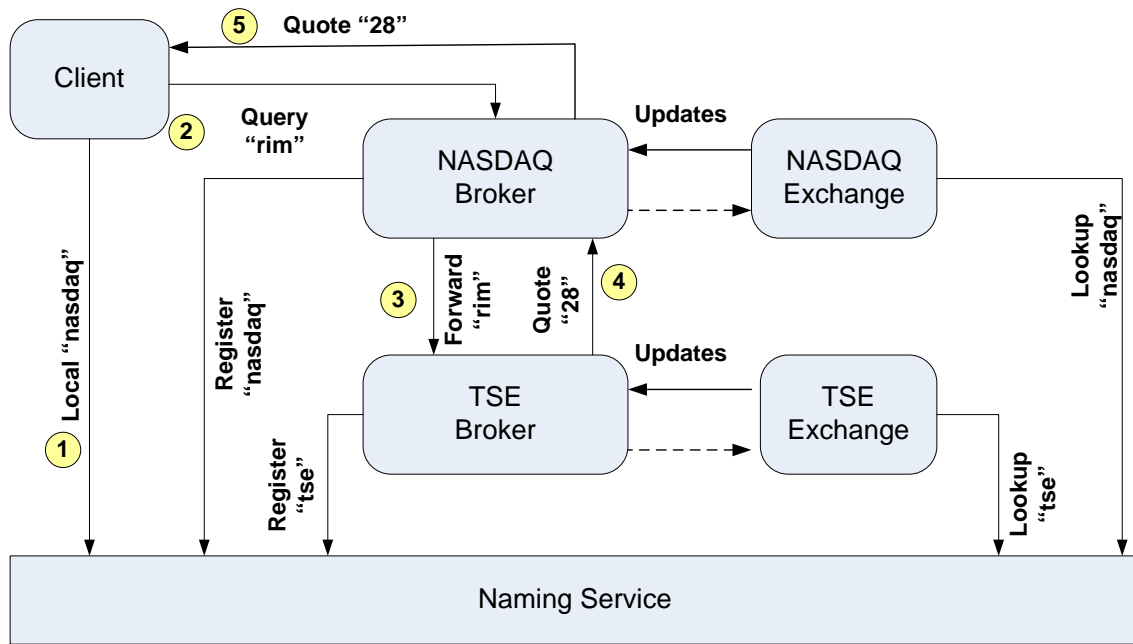 5
Quote “28”
Client
2
Query
“rim”
Updates
NASDAQ
Broker
NASDAQ
Exchange
Local “nasdaq”
1
Register
“nasdaq”
3
Forward
“rim”
Quote
“28”
4
Lookup
“nasdaq”
Updates
TSE
Broker
TSE
Exchange
Register
“tse”
Lookup
“tse”
Naming Service